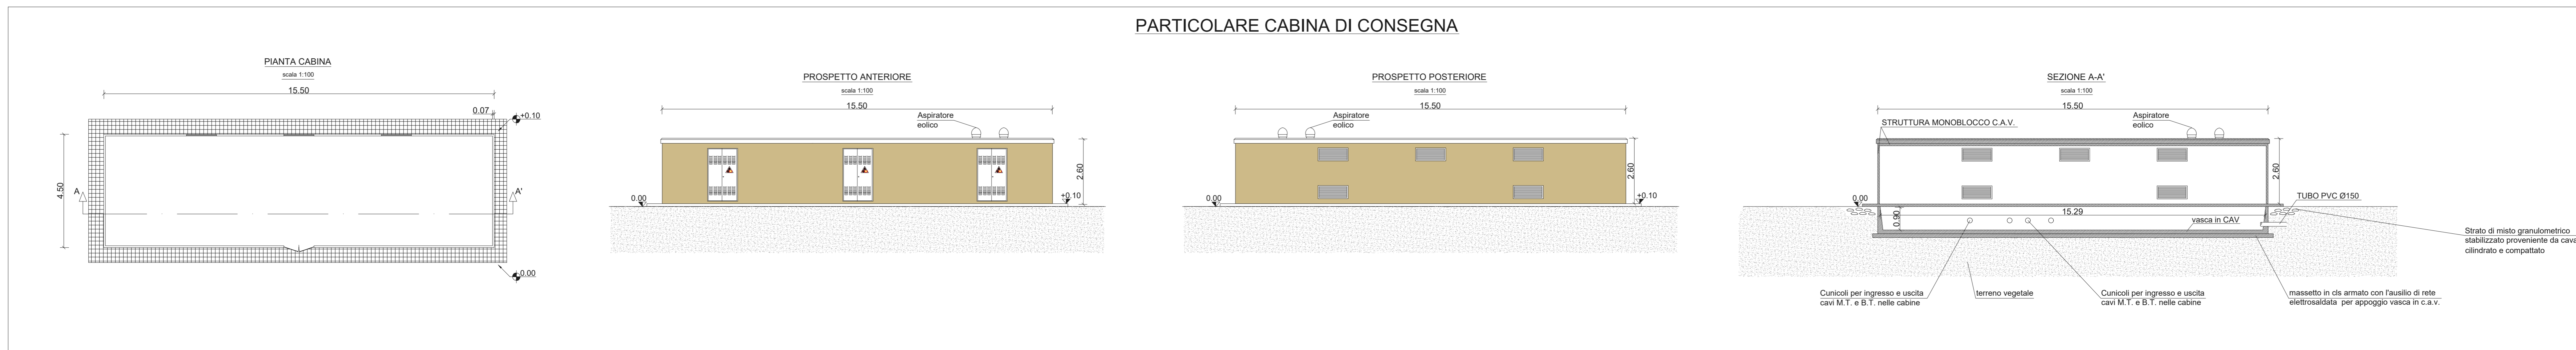 PARTICOLARE CABINA DI CONSEGNA
PIANTA CABINA
scala 1:100
15.50
0.07
+0.10
4.50
A
A'
0.00
PROSPETTO ANTERIORE
scala 1:100
15.50
Aspiratore
eolico
2.60
0.00
+0.10
PROSPETTO POSTERIORE
scala 1:100
15.50
Aspiratore
eolico
2.60
0.00
+0.10
SEZIONE A-A'
scala 1:100
15.50
STRUTTURA MONOBLOCCO C.A.V.
Aspiratore
eolico
2.60
0.00
TUBO PVC Ø150
0.90
15.29
vasca in CAV
Strato di misto granulometrico
stabilizzato proveniente da cava
cilindrato e compattato
Cunicoli per ingresso e uscita
cavi M.T. e B.T. nelle cabine
terreno vegetale
Cunicoli per ingresso e uscita
cavi M.T. e B.T. nelle cabine
massetto in cls armato con l'ausilio di rete
elettrosaldata per appoggio vasca in c.a.v.